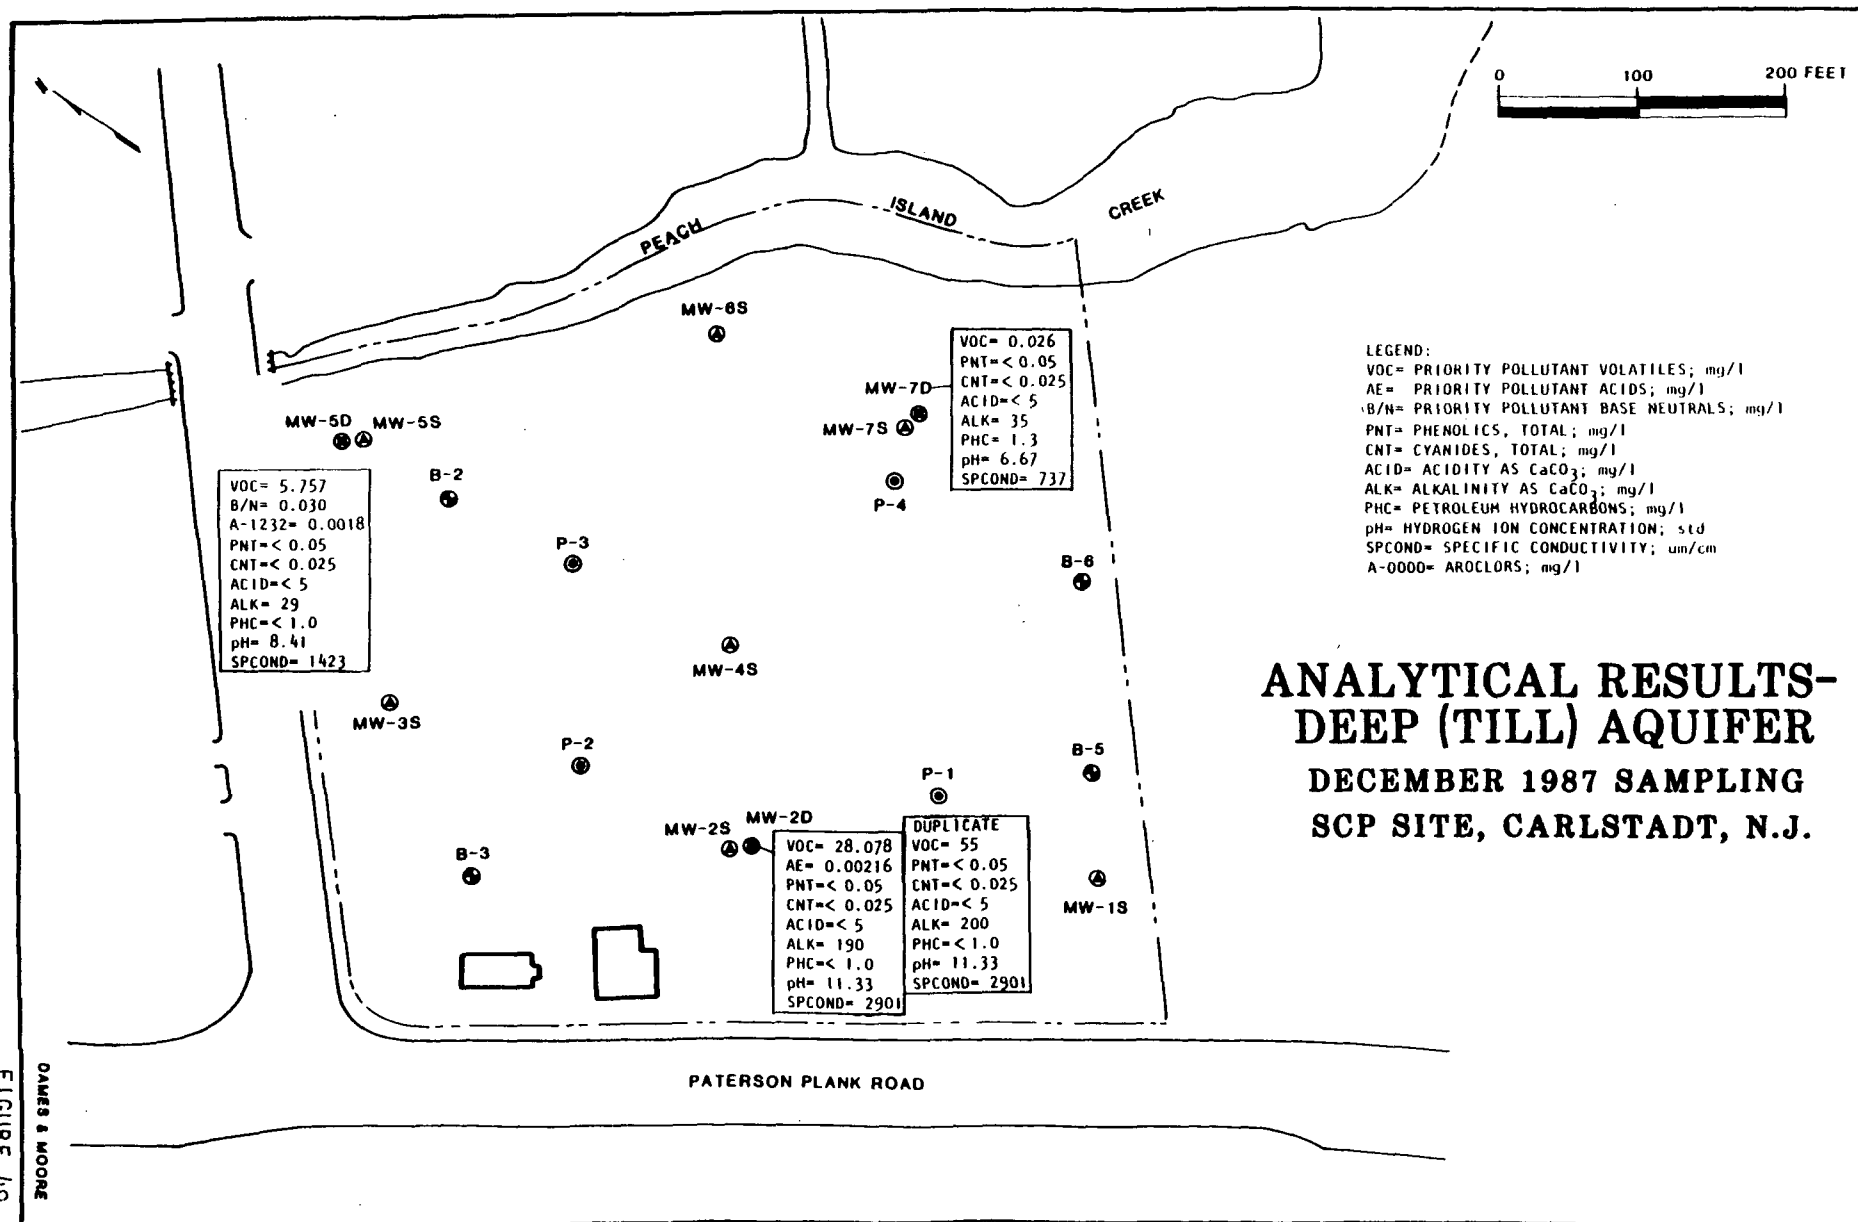 0 100 200 FEET
PEACH ISLAND CREEK
MW-6S
MW-7D
MW-7S
P-4
VOC= 0.026
PNT=< 0.05
CNT=< 0.025
ACID=< 5
ALK= 35
PHC= 1.3
pH= 6.67
SPCOND= 737
LEGEND:
VOC= PRIORITY POLLUTANT VOLATILES; mg/l
AE= PRIORITY POLLUTANT ACIDS; mg/l
B/N= PRIORITY POLLUTANT BASE NEUTRALS; mg/l
PNT= PHENOLICS, TOTAL; mg/l
CNT= CYANIDES, TOTAL; mg/l
ACID= ACIDITY AS CaCO3; mg/l
ALK= ALKALINITY AS CaCO3; mg/l
PHC= PETROLEUM HYDROCARBONS; mg/l
pH= HYDROGEN ION CONCENTRATION; std
SPCOND= SPECIFIC CONDUCTIVITY; um/cm
A-0000= AROCLORS; mg/l
MW-5D MW-5S
B-2
VOC= 5.757
B/N= 0.030
A-1232= 0.0018
PNT=< 0.05
CNT=< 0.025
ACID=< 5
ALK= 29
PHC=< 1.0
pH= 8.41
SPCOND= 1423
P-3
B-6
MW-4S
MW-3S
P-2
P-1
B-5
ANALYTICAL RESULTS-
DEEP (TILL) AQUIFER
DECEMBER 1987 SAMPLING
SCP SITE, CARLSTADT, N.J.
MW-2S MW-2D
B-3
VOC= 28.078
AE= 0.00216
PNT=< 0.05
CNT=< 0.025
ACID=< 5
ALK= 190
PHC=< 1.0
pH= 11.33
SPCOND= 2901
DUPLICATE
VOC= 55
PNT=< 0.05
CNT=< 0.025
ACID=< 5
ALK= 200
PHC=< 1.0
pH= 11.33
SPCOND= 2901
MW-1S
PATERSON PLANK ROAD
DAMES & MOORE
FIGURE